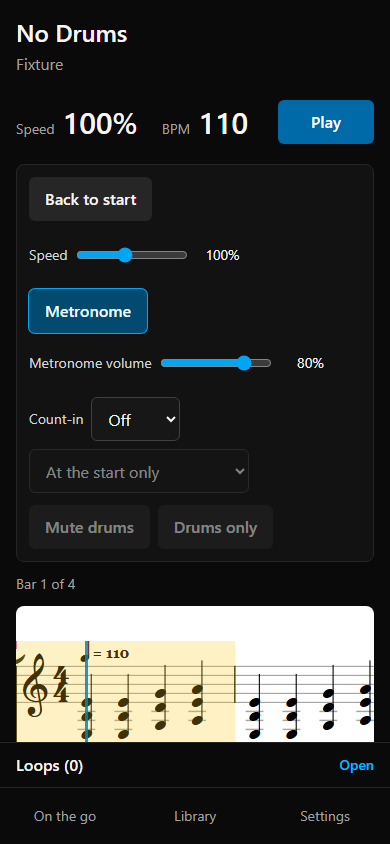 No Drums
Fixture
Speed 100% BPM 110 Play
Back to start
Speed 100%
Metronome
Metronome volume 80%
Count-in Off
At the start only
Mute drums Drums only
Bar 1 of 4
= 110
4
4
Loops (0) Open
On the go Library Settings